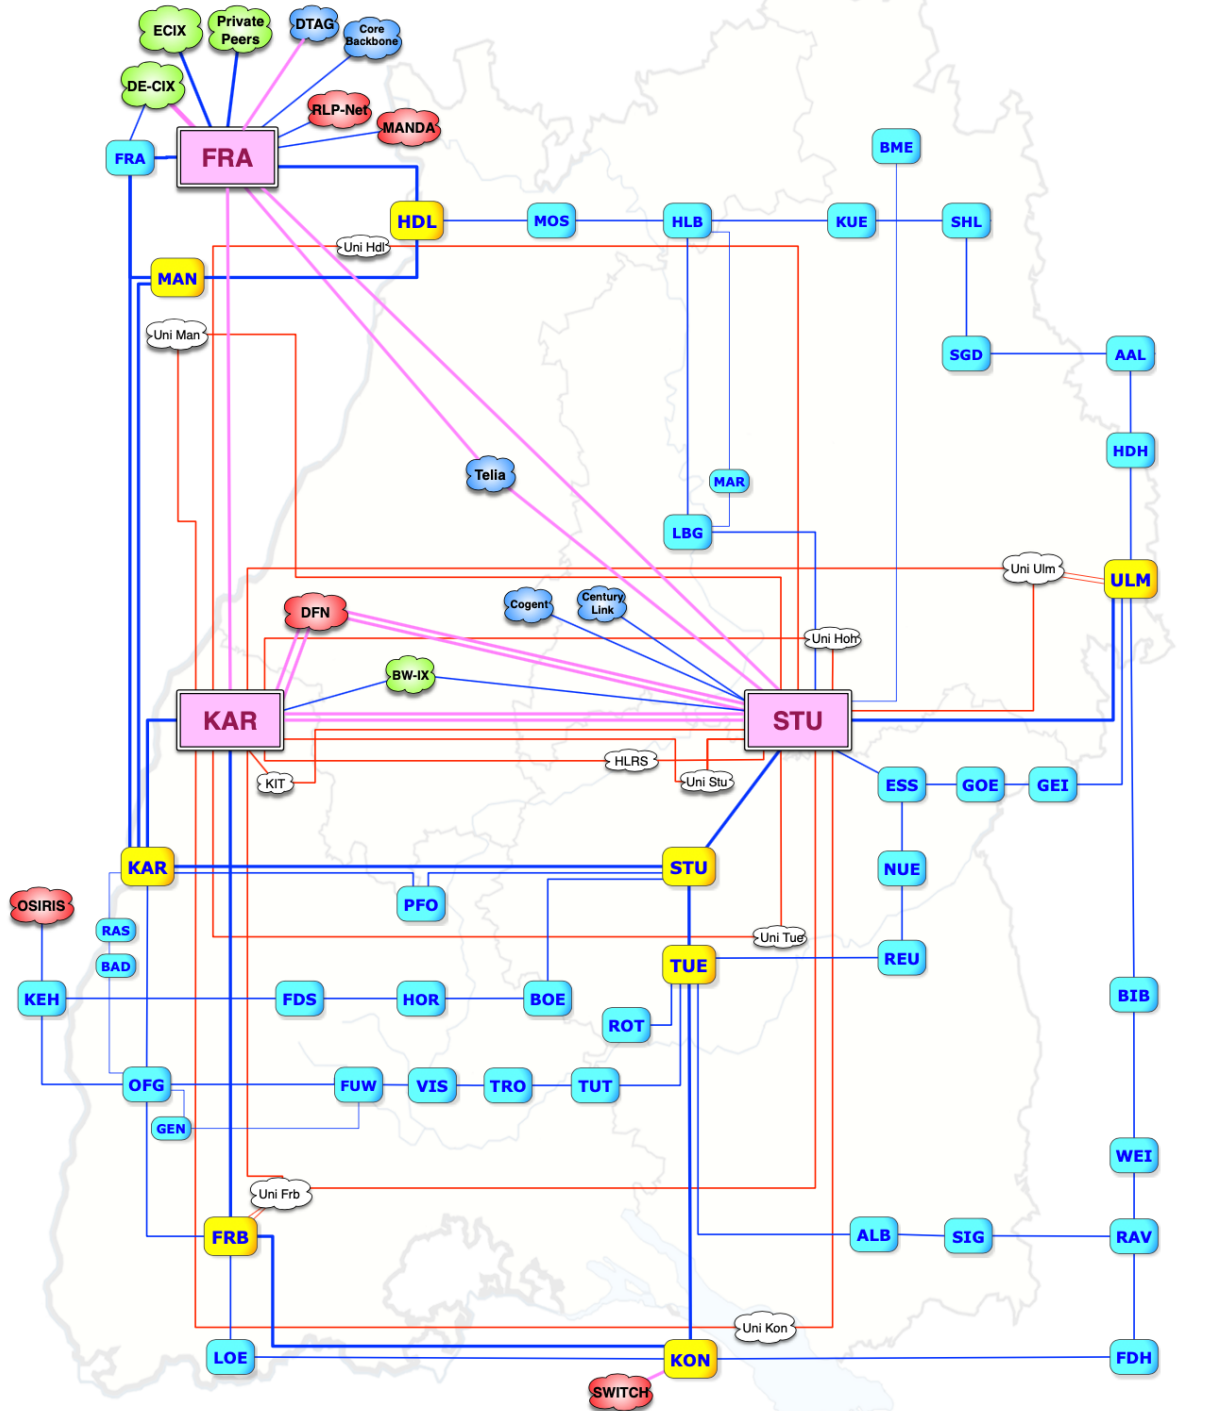 ECIX
Private
Peers
DTAG
Core
Backbone
DE-CIX
RLP-Net
MANDA
FRA
FRA
BME
HDL
MOS
HLB
KUE
SHL
Uni Hdl
MAN
Uni Man
SGD
AAL
HDH
Telia
MAR
LBG
Uni Ulm
ULM
DFN
Cogent
Century
Link
Uni Hoh
BW-IX
KAR
STU
HLRS
KIT
Uni Stu
ESS
GOE
GEI
KAR
STU
NUE
OSIRIS
PFO
RAS
Uni Tue
BAD
TUE
REU
KEH
FDS
HOR
BOE
BIB
ROT
OFG
FUW
VIS
TRO
TUT
GEN
WEI
Uni Frb
FRB
ALB
SIG
RAV
Uni Kon
LOE
KON
FDH
SWITCH